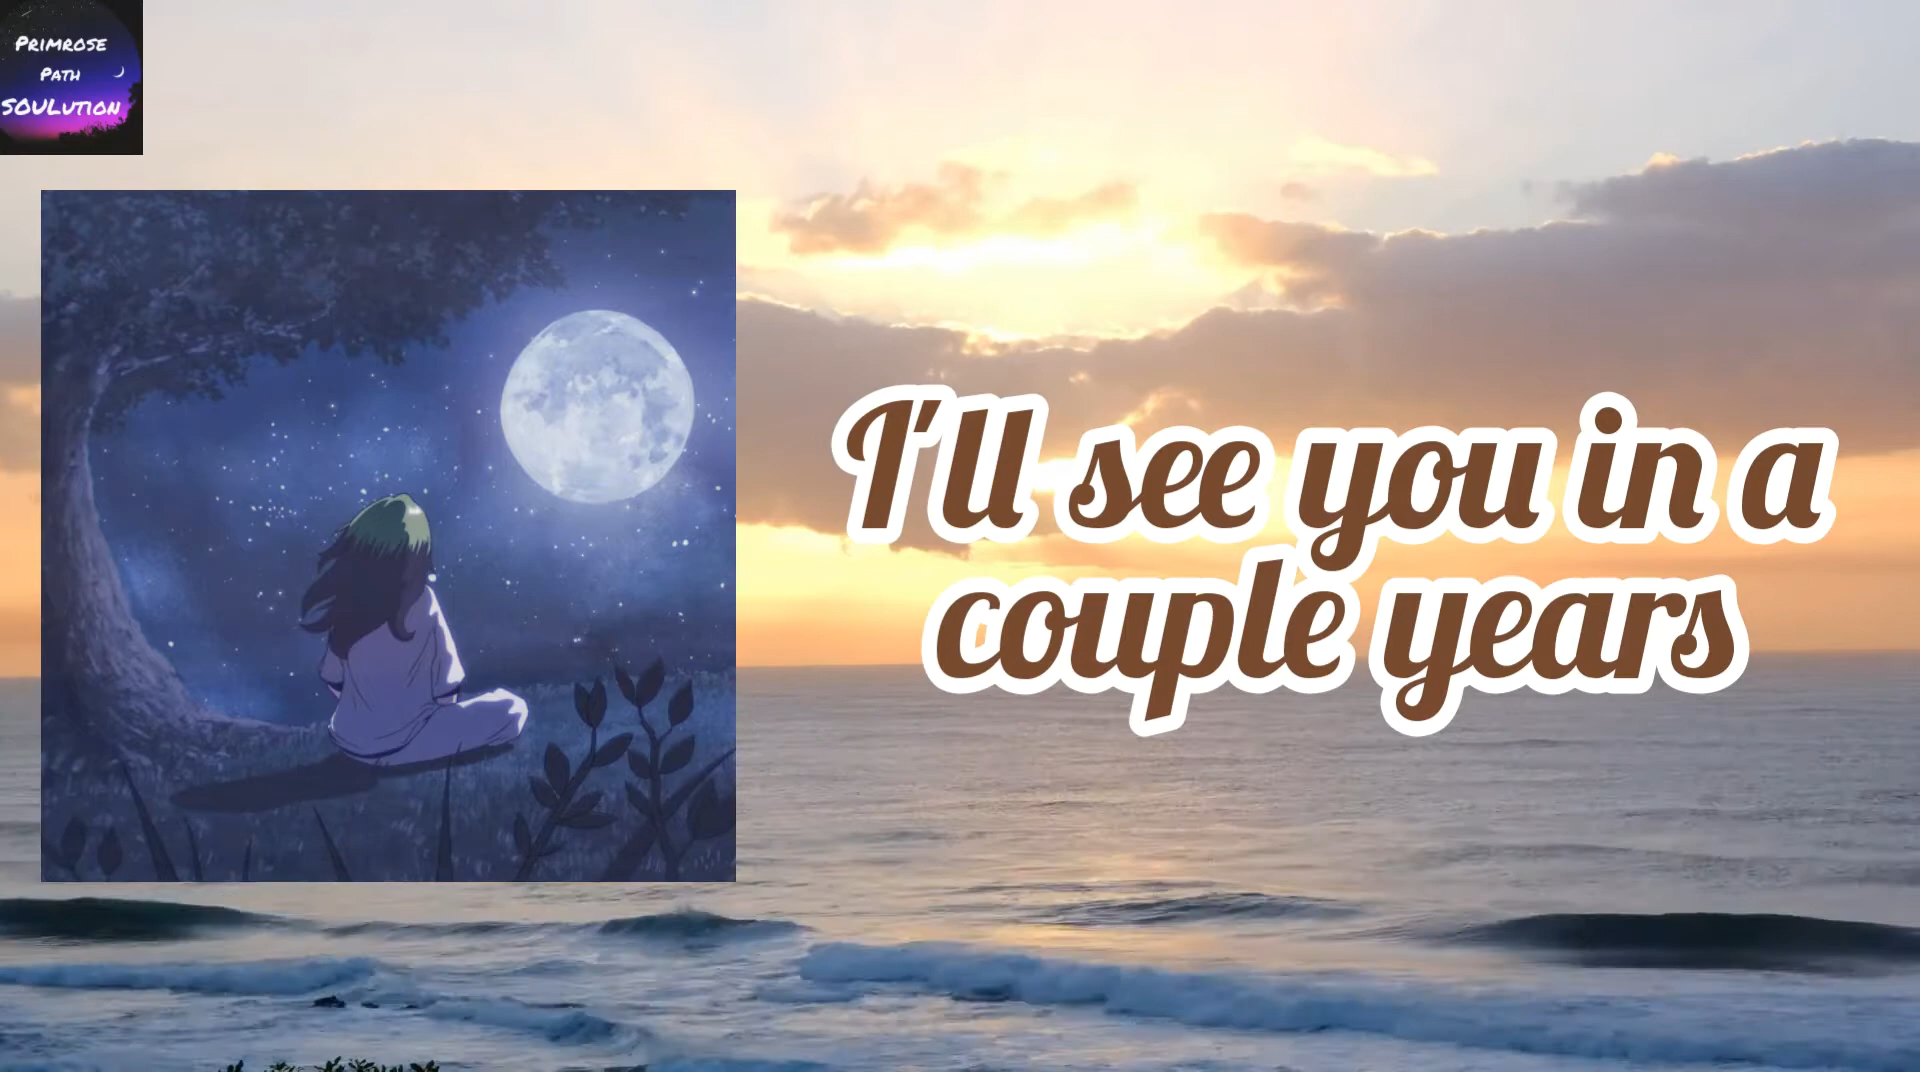 PRIMROSE
PATH
SOULUTION
I'll see you in a
couple years